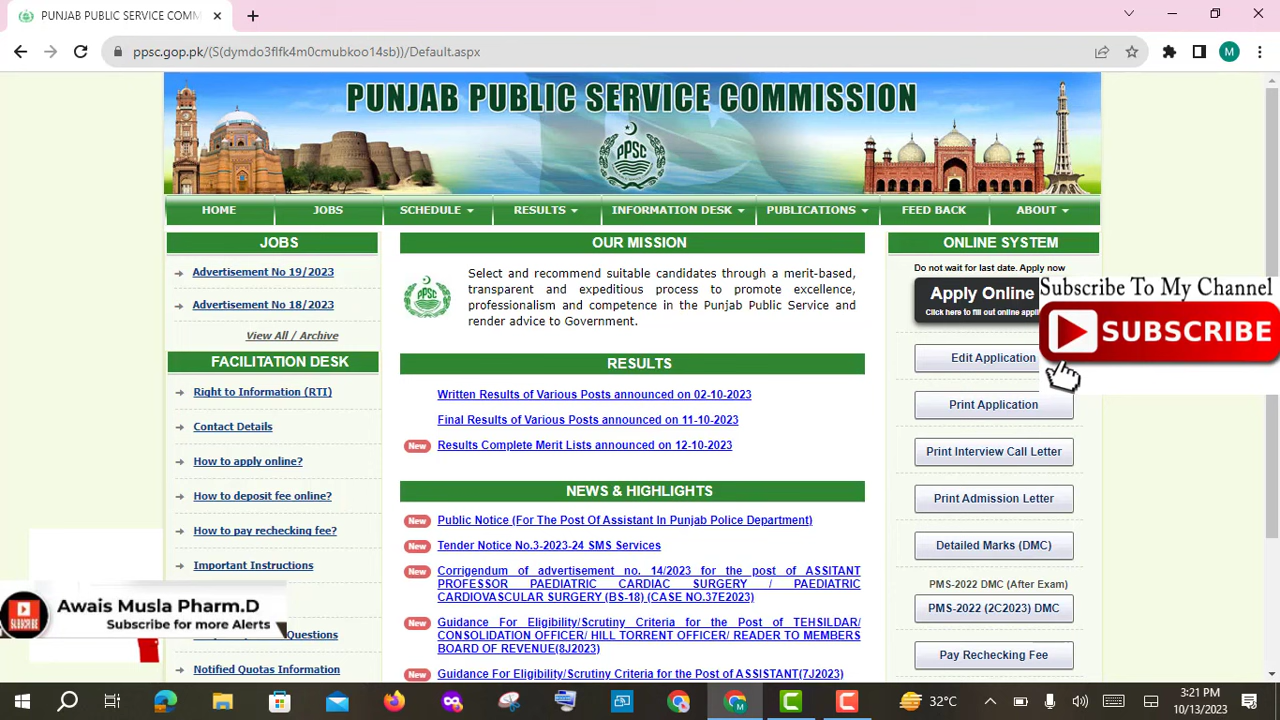 PUNJAB PUBLIC SERVICE COMM
ppsc.gop.pk/(S(dymdo3flfk4m0cmubkoo14sb))/Default.aspx
M
PUNJAB PUBLIC SERVICE COMMISSION
PPSC
HOME
JOBS
SCHEDULE
RESULTS
INFORMATION DESK
PUBLICATIONS
FEED BACK
ABOUT
JOBS
Advertisement No 19/2023
Advertisement No 18/2023
View All / Archive
FACILITATION DESK
Right to Information (RTI)
Contact Details
How to apply online?
How to deposit fee online?
How to pay rechecking fee?
Important Instructions
Questions
Notified Quotas Information
SUBSCRIBE
Awais Musla Pharm.D
Subscribe for more Alerts
OUR MISSION
PPSC
Select and recommend suitable candidates through a merit-based,
transparent and expeditious process to promote excellence,
professionalism and competence in the Punjab Public Service and
render advice to Government.
RESULTS
Written Results of Various Posts announced on 02-10-2023
Final Results of Various Posts announced on 11-10-2023
New Results Complete Merit Lists announced on 12-10-2023
NEWS & HIGHLIGHTS
New Public Notice (For The Post Of Assistant In Punjab Police Department)
New Tender Notice No.3-2023-24 SMS Services
New Corrigendum of advertisement no. 14/2023 for the post of ASSITANT
PROFESSOR PAEDIATRIC CARDIAC SURGERY / PAEDIATRIC
CARDIOVASCULAR SURGERY (BS-18) (CASE NO.37E2023)
New Guidance For Eligibility/Scrutiny Criteria for the Post of TEHSILDAR/
CONSOLIDATION OFFICER/ HILL TORRENT OFFICER/ READER TO MEMBERS
BOARD OF REVENUE(8J2023)
New Guidance For Eligibility/Scrutiny Criteria for the Post of ASSISTANT(7J2023)
ONLINE SYSTEM
Do not wait for last date. Apply now
Apply Online
Click here to fill out online
Subscribe To My Channel
SUBSCRIBE
Edit Application
Print Application
Print Interview Call Letter
Print Admission Letter
Detailed Marks (DMC)
PMS-2022 DMC (After Exam)
PMS-2022 (2C2023) DMC
Pay Rechecking Fee
32°C
3:21 PM
10/13/2023